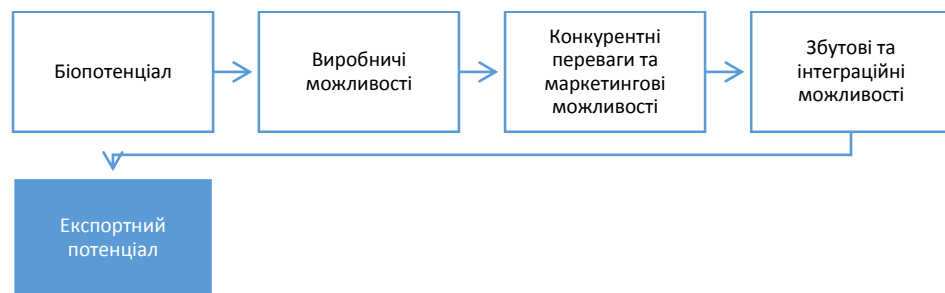 Біопотенціал
Виробничі
можливості
Конкурентні
переваги та
маркетингові
можливості
Збутові та
інтеграційні
можливості
Експортний
потенціал